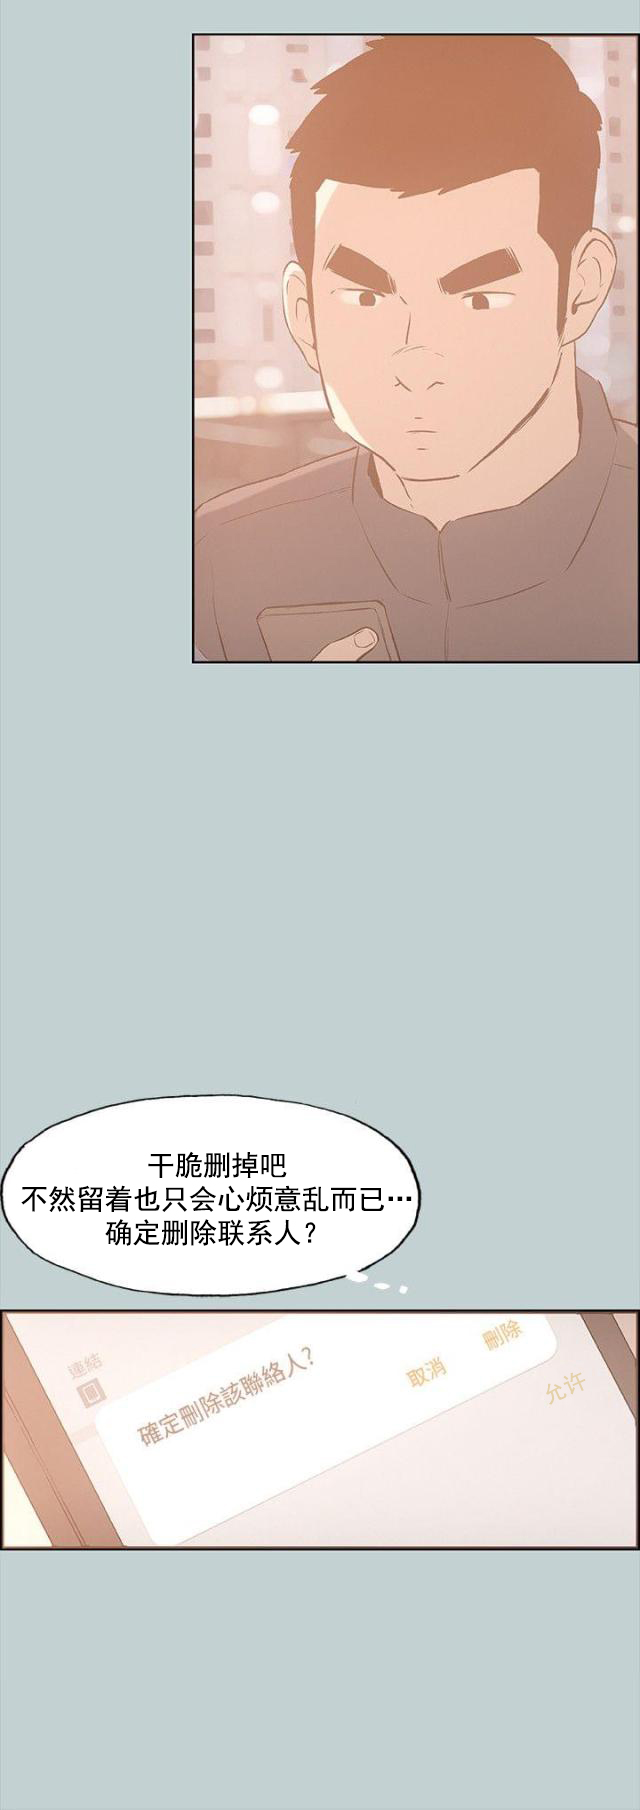 干脆删掉吧
不然留着也只会心烦意乱而已…
确定删除联系人？
連結
確定刪除該聯絡人？
取消
刪除
允许